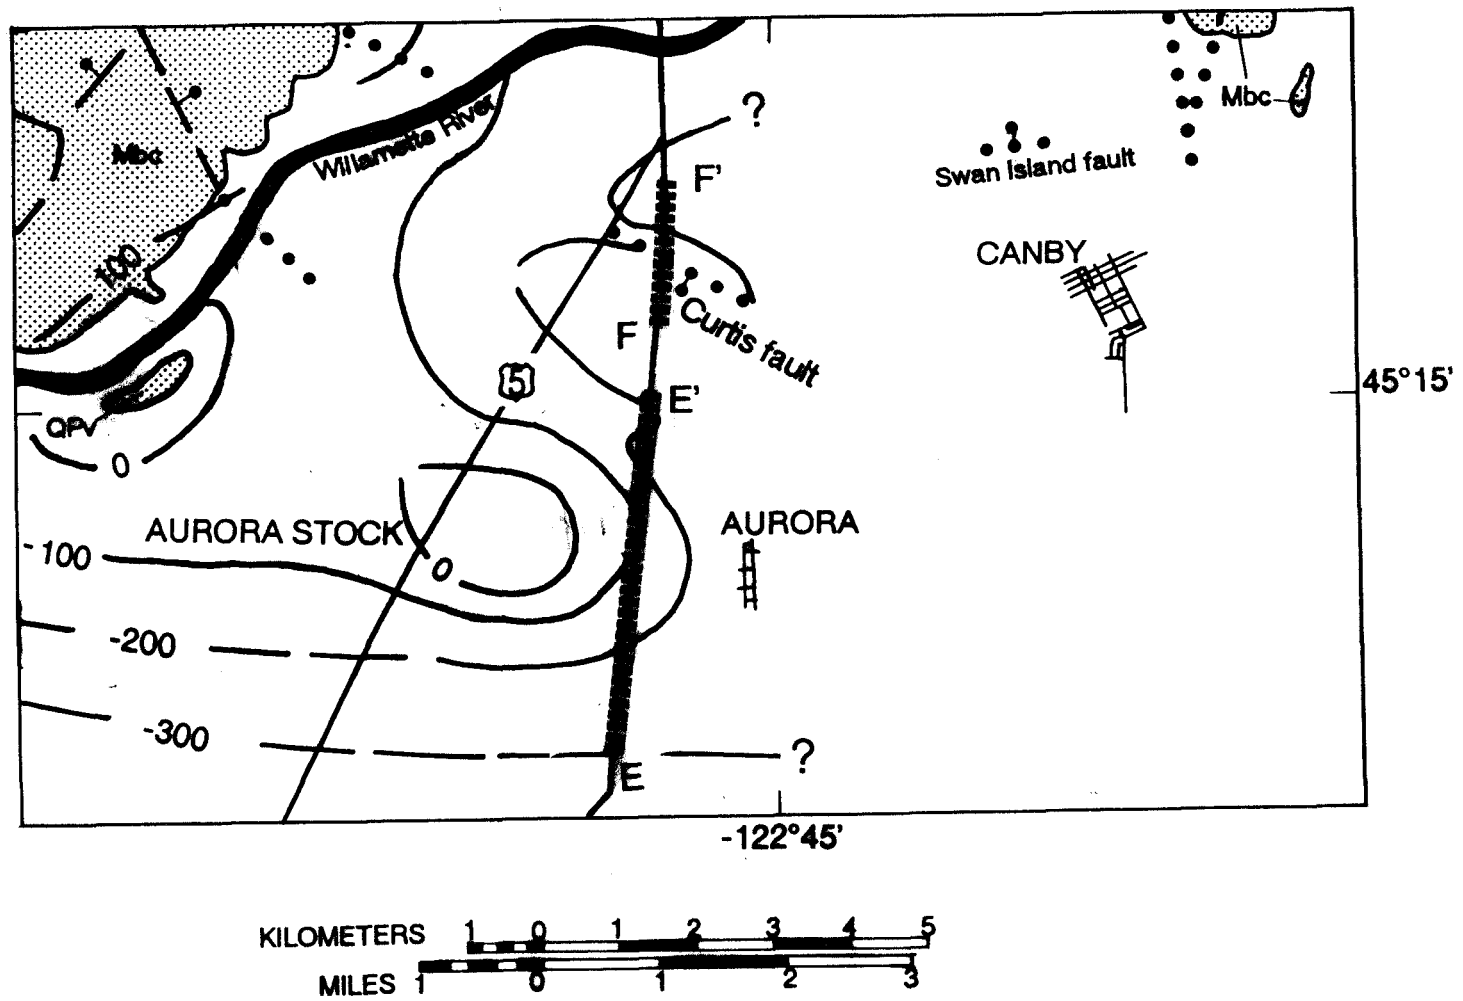 ?
Mbc
Willamette River
Mbc
F'
Swan Island fault
CANBY
100
Curtis fault
F
5
E'
45°15'
QPV
0
AURORA STOCK
AURORA
-100
0
-200
-300
?
E
-122°45'
KILOMETERS 1 0 1 2 3 4 5
MILES 1 0 1 2 3